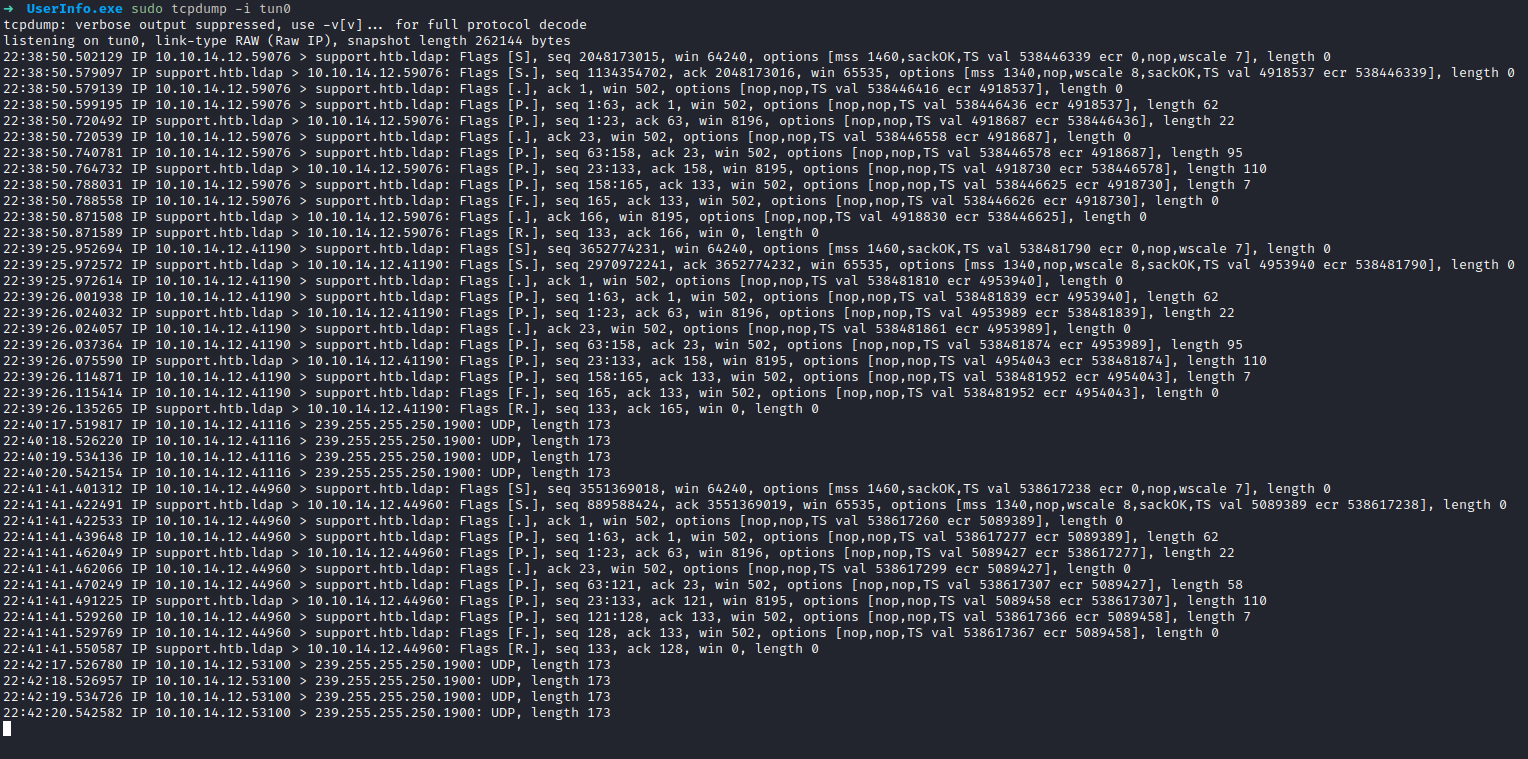 → UserInfo.exe sudo tcpdump -i tun0
tcpdump: verbose output suppressed, use -v[v]... for full protocol decode
listening on tun0, link-type RAW (Raw IP), snapshot length 262144 bytes
22:38:50.502129 IP 10.10.14.12.59076 > support.htb.ldap: Flags [S], seq 2048173015, win 64240, options [mss 1460,sackOK,TS val 538446339 ecr 0,nop,wscale 7], length 0
22:38:50.579097 IP support.htb.ldap > 10.10.14.12.59076: Flags [S.], seq 1134354702, ack 2048173016, win 65535, options [mss 1340,nop,wscale 8,sackOK,TS val 4918537 ecr 538446339], length 0
22:38:50.579139 IP 10.10.14.12.59076 > support.htb.ldap: Flags [.], ack 1, win 502, options [nop,nop,TS val 538446416 ecr 4918537], length 0
22:38:50.599195 IP 10.10.14.12.59076 > support.htb.ldap: Flags [P.], seq 1:63, ack 1, win 502, options [nop,nop,TS val 538446436 ecr 4918537], length 62
22:38:50.720492 IP support.htb.ldap > 10.10.14.12.59076: Flags [P.], seq 1:23, ack 63, win 8196, options [nop,nop,TS val 4918687 ecr 538446436], length 22
22:38:50.720539 IP 10.10.14.12.59076 > support.htb.ldap: Flags [.], ack 23, win 502, options [nop,nop,TS val 538446558 ecr 4918687], length 0
22:38:50.740781 IP 10.10.14.12.59076 > support.htb.ldap: Flags [P.], seq 63:158, ack 23, win 502, options [nop,nop,TS val 538446578 ecr 4918687], length 95
22:38:50.764732 IP support.htb.ldap > 10.10.14.12.59076: Flags [P.], seq 23:133, ack 158, win 8195, options [nop,nop,TS val 4918730 ecr 538446578], length 110
22:38:50.788031 IP 10.10.14.12.59076 > support.htb.ldap: Flags [P.], seq 158:165, ack 133, win 502, options [nop,nop,TS val 538446625 ecr 4918730], length 7
22:38:50.788558 IP 10.10.14.12.59076 > support.htb.ldap: Flags [F.], seq 165, ack 133, win 502, options [nop,nop,TS val 538446626 ecr 4918730], length 0
22:38:50.871508 IP support.htb.ldap > 10.10.14.12.59076: Flags [.], ack 166, win 8195, options [nop,nop,TS val 4918830 ecr 538446625], length 0
22:38:50.871589 IP support.htb.ldap > 10.10.14.12.59076: Flags [R.], seq 133, ack 166, win 0, length 0
22:39:25.952694 IP 10.10.14.12.41190 > support.htb.ldap: Flags [S], seq 3652774231, win 64240, options [mss 1460,sackOK,TS val 538481790 ecr 0,nop,wscale 7], length 0
22:39:25.972572 IP support.htb.ldap > 10.10.14.12.41190: Flags [S.], seq 2970972241, ack 3652774232, win 65535, options [mss 1340,nop,wscale 8,sackOK,TS val 4953940 ecr 538481790], length 0
22:39:25.972614 IP 10.10.14.12.41190 > support.htb.ldap: Flags [.], ack 1, win 502, options [nop,nop,TS val 538481810 ecr 4953940], length 0
22:39:26.001938 IP 10.10.14.12.41190 > support.htb.ldap: Flags [P.], seq 1:63, ack 1, win 502, options [nop,nop,TS val 538481839 ecr 4953940], length 62
22:39:26.024032 IP support.htb.ldap > 10.10.14.12.41190: Flags [P.], seq 1:23, ack 63, win 8196, options [nop,nop,TS val 4953989 ecr 538481839], length 22
22:39:26.024057 IP 10.10.14.12.41190 > support.htb.ldap: Flags [.], ack 23, win 502, options [nop,nop,TS val 538481861 ecr 4953989], length 0
22:39:26.037364 IP 10.10.14.12.41190 > support.htb.ldap: Flags [P.], seq 63:158, ack 23, win 502, options [nop,nop,TS val 538481874 ecr 4953989], length 95
22:39:26.075590 IP support.htb.ldap > 10.10.14.12.41190: Flags [P.], seq 23:133, ack 158, win 8195, options [nop,nop,TS val 4954043 ecr 538481874], length 110
22:39:26.114871 IP 10.10.14.12.41190 > support.htb.ldap: Flags [P.], seq 158:165, ack 133, win 502, options [nop,nop,TS val 538481952 ecr 4954043], length 7
22:39:26.115414 IP 10.10.14.12.41190 > support.htb.ldap: Flags [F.], seq 165, ack 133, win 502, options [nop,nop,TS val 538481952 ecr 4954043], length 0
22:39:26.135265 IP support.htb.ldap > 10.10.14.12.41190: Flags [R.], seq 133, ack 165, win 0, length 0
22:40:17.519817 IP 10.10.14.12.41116 > 239.255.255.250.1900: UDP, length 173
22:40:18.526220 IP 10.10.14.12.41116 > 239.255.255.250.1900: UDP, length 173
22:40:19.534136 IP 10.10.14.12.41116 > 239.255.255.250.1900: UDP, length 173
22:40:20.542154 IP 10.10.14.12.41116 > 239.255.255.250.1900: UDP, length 173
22:41:41.401312 IP 10.10.14.12.44960 > support.htb.ldap: Flags [S], seq 3551369018, win 64240, options [mss 1460,sackOK,TS val 538617238 ecr 0,nop,wscale 7], length 0
22:41:41.422491 IP support.htb.ldap > 10.10.14.12.44960: Flags [S.], seq 889588424, ack 3551369019, win 65535, options [mss 1340,nop,wscale 8,sackOK,TS val 5089389 ecr 538617238], length 0
22:41:41.422533 IP 10.10.14.12.44960 > support.htb.ldap: Flags [.], ack 1, win 502, options [nop,nop,TS val 538617260 ecr 5089389], length 0
22:41:41.439648 IP 10.10.14.12.44960 > support.htb.ldap: Flags [P.], seq 1:63, ack 1, win 502, options [nop,nop,TS val 538617277 ecr 5089389], length 62
22:41:41.462049 IP support.htb.ldap > 10.10.14.12.44960: Flags [P.], seq 1:23, ack 63, win 8196, options [nop,nop,TS val 5089427 ecr 538617277], length 22
22:41:41.462066 IP 10.10.14.12.44960 > support.htb.ldap: Flags [.], ack 23, win 502, options [nop,nop,TS val 538617299 ecr 5089427], length 0
22:41:41.470249 IP 10.10.14.12.44960 > support.htb.ldap: Flags [P.], seq 63:121, ack 23, win 502, options [nop,nop,TS val 538617307 ecr 5089427], length 58
22:41:41.491225 IP support.htb.ldap > 10.10.14.12.44960: Flags [P.], seq 23:133, ack 121, win 8195, options [nop,nop,TS val 5089458 ecr 538617307], length 110
22:41:41.529260 IP 10.10.14.12.44960 > support.htb.ldap: Flags [P.], seq 121:128, ack 133, win 502, options [nop,nop,TS val 538617366 ecr 5089458], length 7
22:41:41.529769 IP 10.10.14.12.44960 > support.htb.ldap: Flags [F.], seq 128, ack 133, win 502, options [nop,nop,TS val 538617367 ecr 5089458], length 0
22:41:41.550587 IP support.htb.ldap > 10.10.14.12.44960: Flags [R.], seq 133, ack 128, win 0, length 0
22:42:17.526780 IP 10.10.14.12.53100 > 239.255.255.250.1900: UDP, length 173
22:42:18.526957 IP 10.10.14.12.53100 > 239.255.255.250.1900: UDP, length 173
22:42:19.534726 IP 10.10.14.12.53100 > 239.255.255.250.1900: UDP, length 173
22:42:20.542582 IP 10.10.14.12.53100 > 239.255.255.250.1900: UDP, length 173